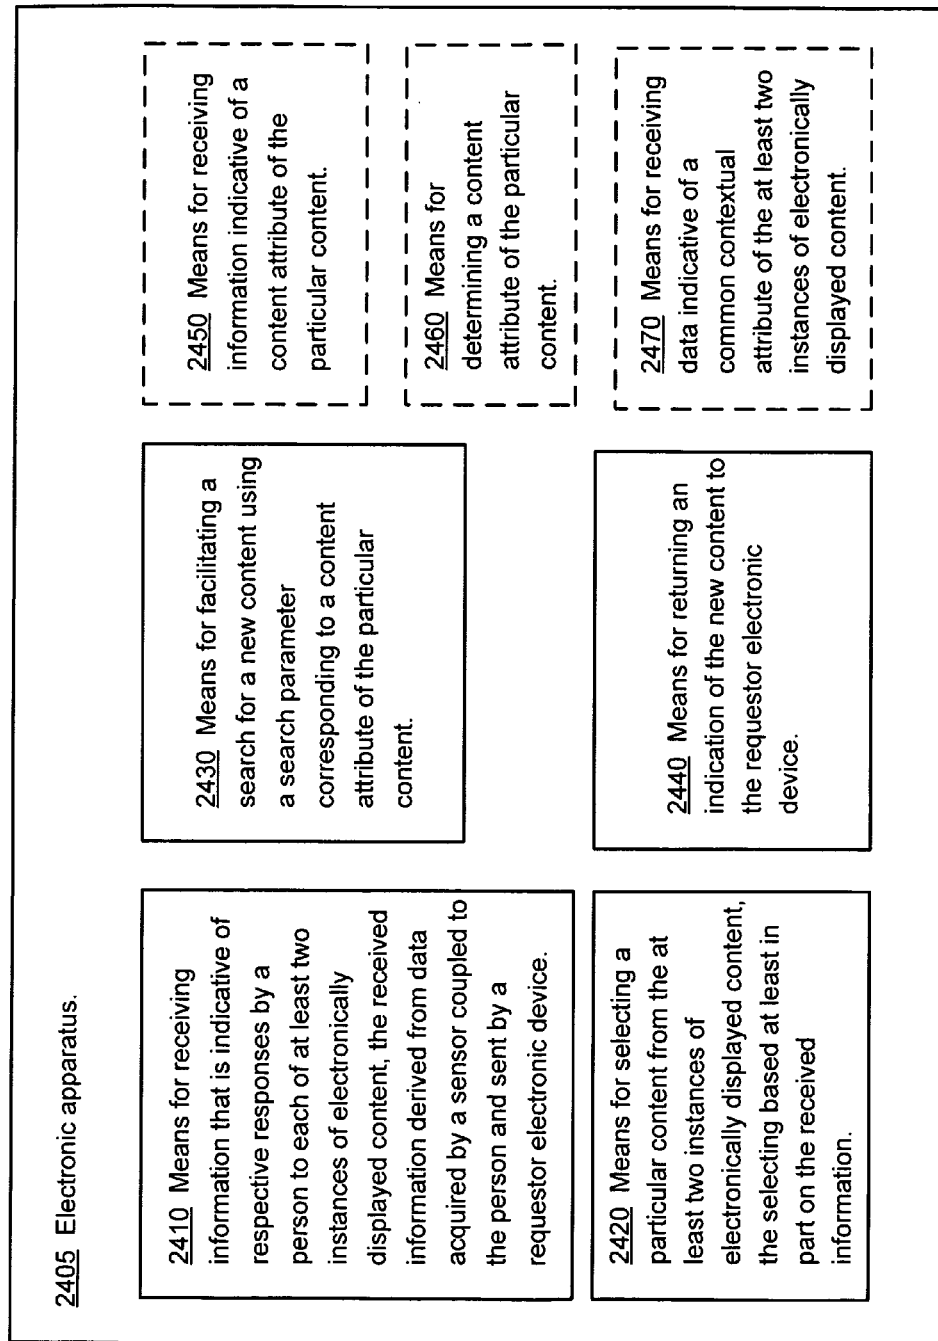 2405 Electronic apparatus.
2410 Means for receiving
information that is indicative of
respective responses by a
person to each of at least two
instances of electronically
displayed content, the received
information derived from data
acquired by a sensor coupled to
the person and sent by a
requestor electronic device.
2420 Means for selecting a
particular content from the at
least two instances of
electronically displayed content,
the selecting based at least in
part on the received
information.
2430 Means for facilitating a
search for a new content using
a search parameter
corresponding to a content
attribute of the particular
content.
2440 Means for returning an
indication of the new content to
the requestor electronic
device.
2450 Means for receiving
information indicative of a
content attribute of the
particular content.
2460 Means for
determining a content
attribute of the particular
content.
2470 Means for receiving
data indicative of a
common contextual
attribute of the at least two
instances of electronically
displayed content.